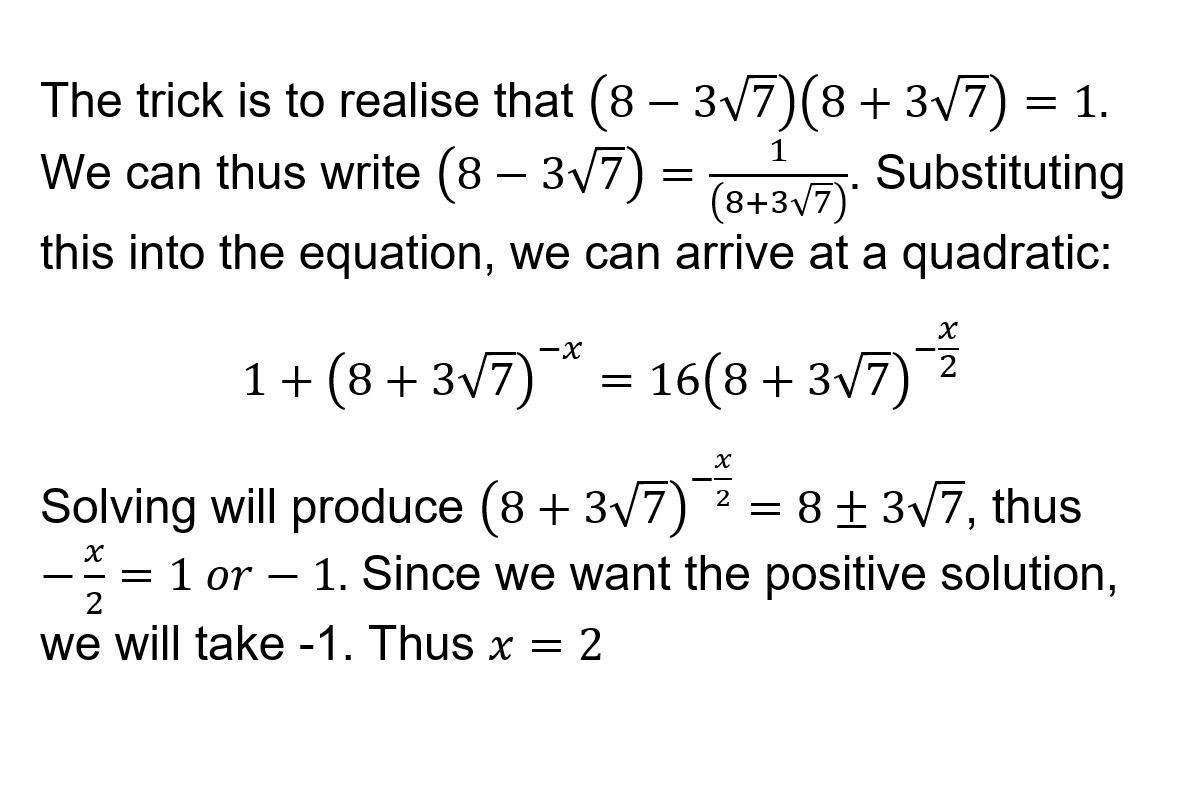 The trick is to realise that (8 − 3√7)(8 + 3√7) = 1.
We can thus write (8 − 3√7) = 1/(8+3√7). Substituting
this into the equation, we can arrive at a quadratic:
1 + (8 + 3√7)^(−x) = 16(8 + 3√7)^(−x/2)
Solving will produce (8 + 3√7)^(−x/2) = 8 ± 3√7, thus
−x/2 = 1 or − 1. Since we want the positive solution,
we will take -1. Thus x = 2